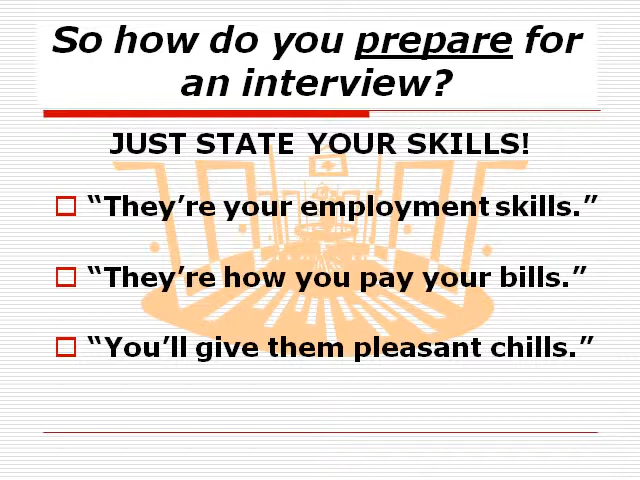 So how do you prepare for
an interview?
JUST STATE YOUR SKILLS!
“They’re your employment skills.”
“They’re how you pay your bills.”
“You’ll give them pleasant chills.”